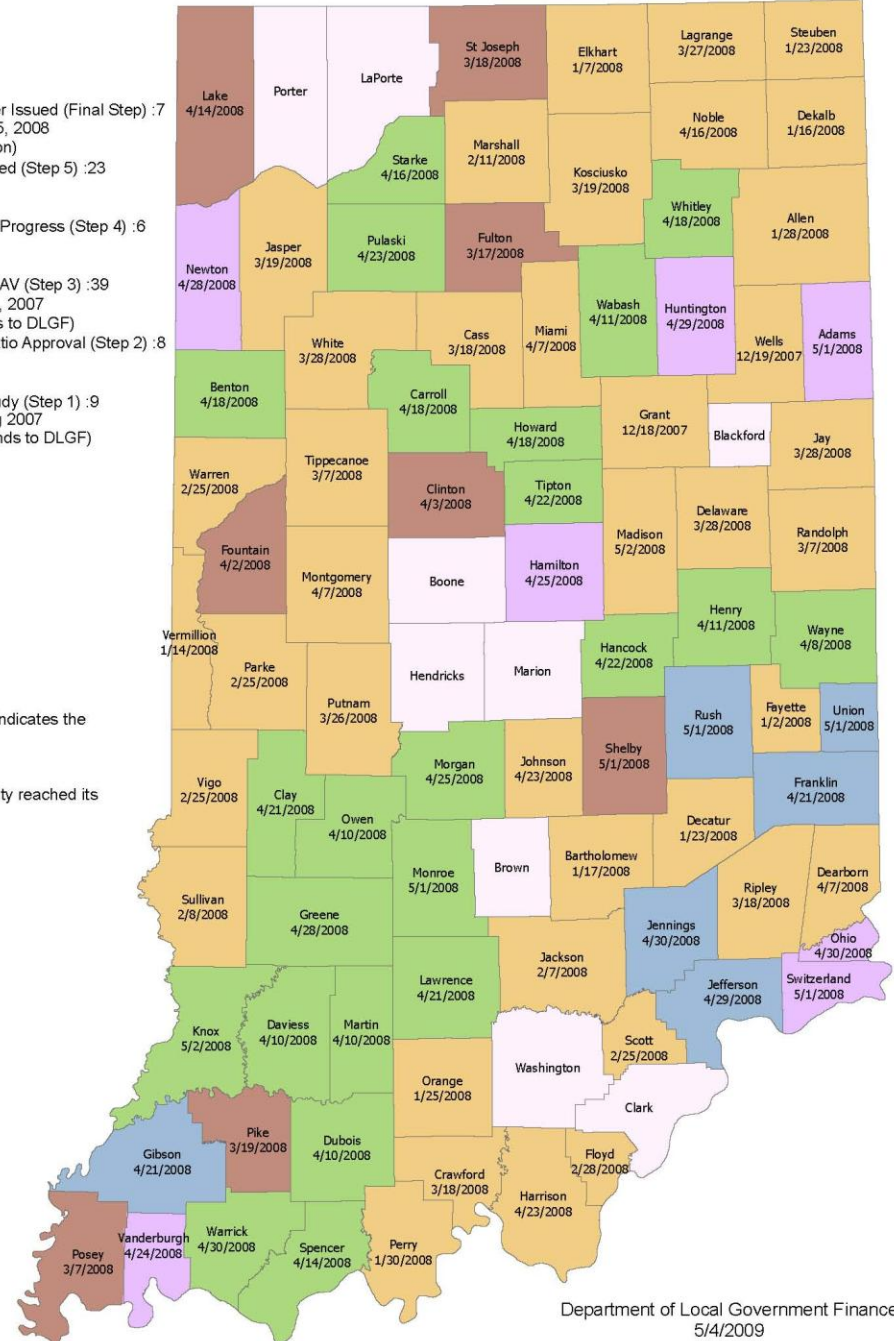 r Issued (Final Step) :7
5, 2008
on)
ed (Step 5) :23
Progress (Step 4) :6
AV (Step 3) :39
, 2007
s to DLGF)
tio Approval (Step 2) :8
dy (Step 1) :9
g 2007
nds to DLGF)
ndicates the
ty reached its
Lake
4/14/2008
Porter
LaPorte
St Joseph
3/18/2008
Elkhart
1/7/2008
Lagrange
3/27/2008
Steuben
1/23/2008
Noble
4/16/2008
Dekalb
1/16/2008
Starke
4/16/2008
Marshall
2/11/2008
Kosciusko
3/19/2008
Whitley
4/18/2008
Allen
1/28/2008
Newton
4/28/2008
Jasper
3/19/2008
Pulaski
4/23/2008
Fulton
3/17/2008
Wabash
4/11/2008
Huntington
4/29/2008
Wells
12/19/2007
Adams
5/1/2008
White
3/28/2008
Cass
3/18/2008
Miami
4/7/2008
Benton
4/18/2008
Carroll
4/18/2008
Howard
4/18/2008
Grant
12/18/2007
Blackford
Jay
3/28/2008
Warren
2/25/2008
Tippecanoe
3/7/2008
Clinton
4/3/2008
Tipton
4/22/2008
Madison
5/2/2008
Delaware
3/28/2008
Randolph
3/7/2008
Fountain
4/2/2008
Montgomery
4/7/2008
Boone
Hamilton
4/25/2008
Henry
4/11/2008
Wayne
4/8/2008
Vermillion
1/14/2008
Parke
2/25/2008
Putnam
3/26/2008
Hendricks
Marion
Hancock
4/22/2008
Rush
5/1/2008
Fayette
1/2/2008
Union
5/1/2008
Vigo
2/25/2008
Clay
4/21/2008
Owen
4/10/2008
Morgan
4/25/2008
Johnson
4/23/2008
Shelby
5/1/2008
Franklin
4/21/2008
Decatur
1/23/2008
Sullivan
2/8/2008
Greene
4/28/2008
Monroe
5/1/2008
Brown
Bartholomew
1/17/2008
Jennings
4/30/2008
Ripley
3/18/2008
Dearborn
4/7/2008
Ohio
4/30/2008
Switzerland
5/1/2008
Jefferson
4/29/2008
Jackson
2/7/2008
Lawrence
4/21/2008
Knox
5/2/2008
Daviess
4/10/2008
Martin
4/10/2008
Orange
1/25/2008
Washington
Scott
2/25/2008
Clark
Gibson
4/21/2008
Pike
3/19/2008
Dubois
4/10/2008
Crawford
3/18/2008
Harrison
4/23/2008
Floyd
2/28/2008
Posey
3/7/2008
Vanderburgh
4/24/2008
Warrick
4/30/2008
Spencer
4/14/2008
Perry
1/30/2008
Department of Local Government Finance
5/4/2009